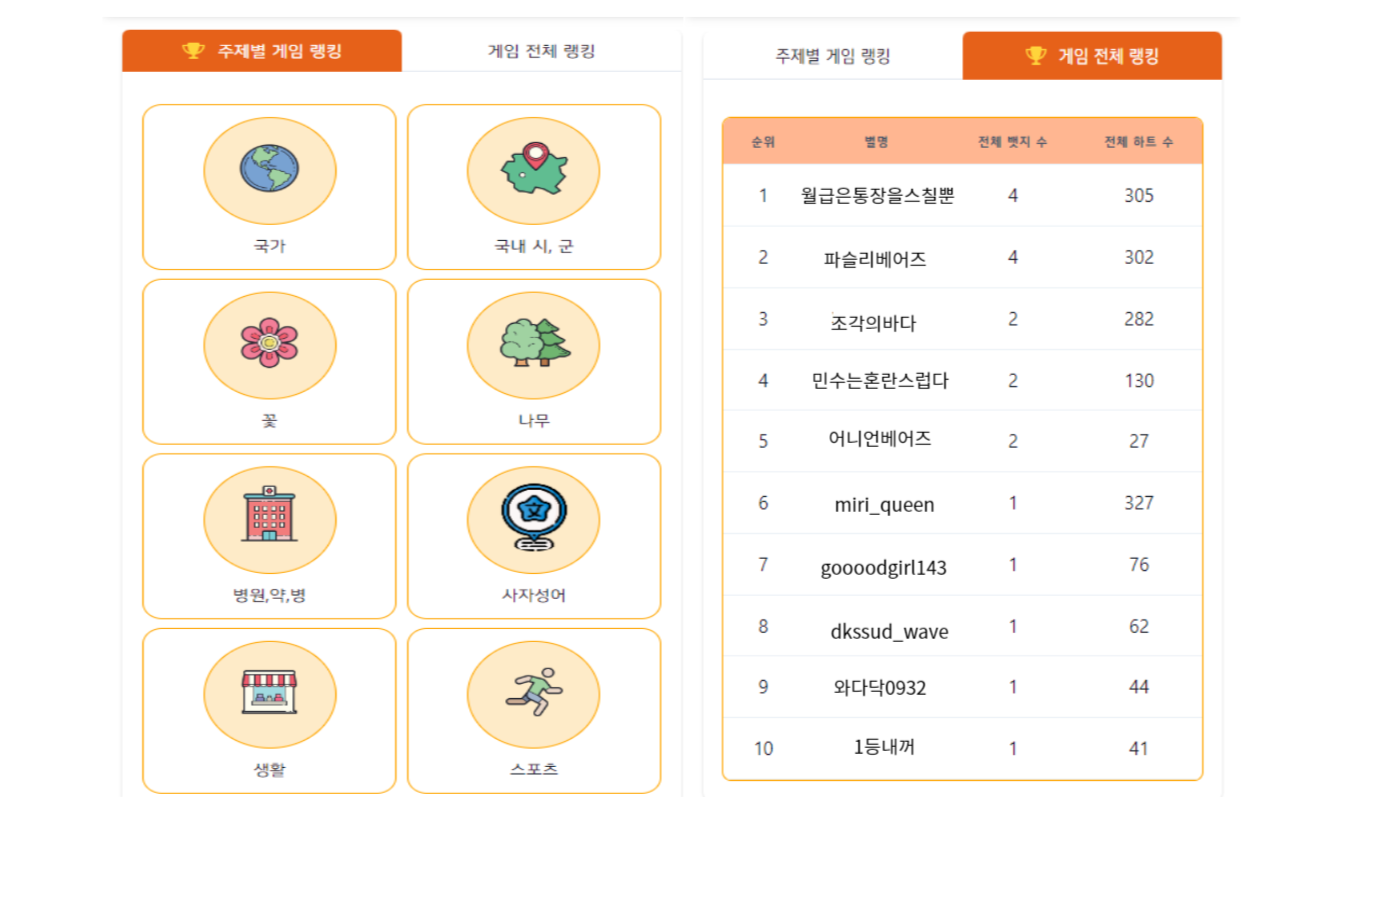 주제별 게임 랭킹
게임 전체 랭킹
국가
국내 시, 군
꽃
나무
병원,약,병
사자성어
생활
스포츠
주제별 게임 랭킹
게임 전체 랭킹
순위 별명 전체 뱃지 수 전체 하트 수
1 월급은통장을스칠뿐 4 305
2 파슬리베어즈 4 302
3 조각의바다 2 282
4 민수는혼란스럽다 2 130
5 어니언베어즈 2 27
6 miri_queen 1 327
7 goooodgirl143 1 76
8 dkssud_wave 1 62
9 와다닥0932 1 44
10 1등내꺼 1 41